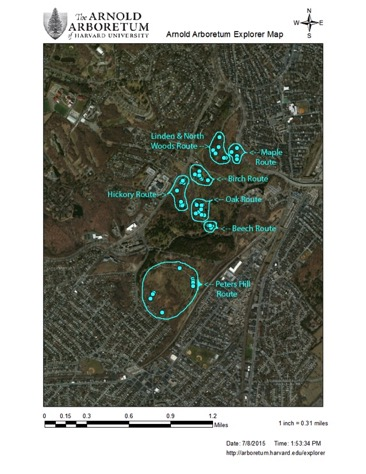 The ARNOLD
ARBORETUM
of HARVARD UNIVERSITY
Arnold Arboretum Explorer Map
N
W
E
S
Linden & North
Woods Route
Maple
Route
Birch Route
Hickory Route
Oak Route
Beech Route
Peters Hill
Route
0 0.15 0.3 0.6 0.9 1.2
Miles
1 inch = 0.31 miles
Date: 7/8/2015 Time: 1:53:34 PM
http://arboretum.harvard.edu/explorer